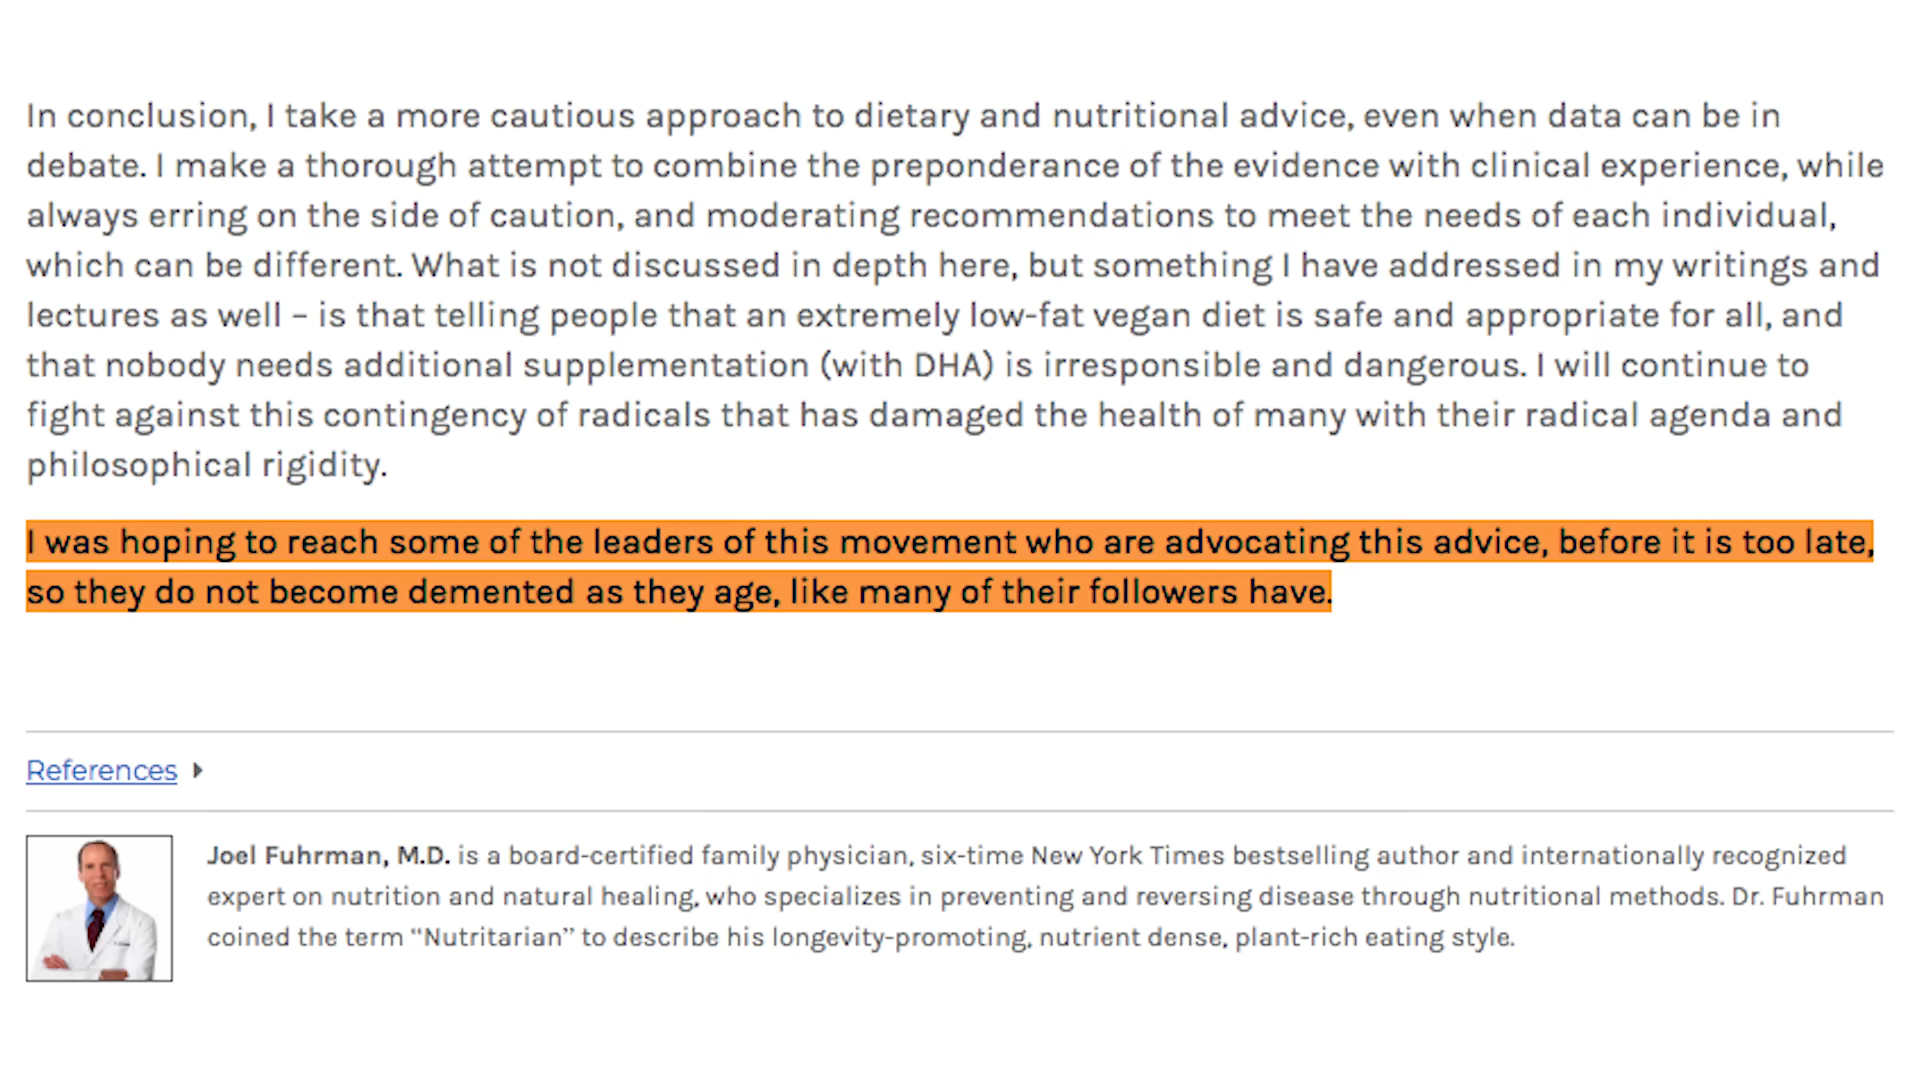 In conclusion, I take a more cautious approach to dietary and nutritional advice, even when data can be in
debate. I make a thorough attempt to combine the preponderance of the evidence with clinical experience, while
always erring on the side of caution, and moderating recommendations to meet the needs of each individual,
which can be different. What is not discussed in depth here, but something I have addressed in my writings and
lectures as well – is that telling people that an extremely low-fat vegan diet is safe and appropriate for all, and
that nobody needs additional supplementation (with DHA) is irresponsible and dangerous. I will continue to
fight against this contingency of radicals that has damaged the health of many with their radical agenda and
philosophical rigidity.
I was hoping to reach some of the leaders of this movement who are advocating this advice, before it is too late,
so they do not become demented as they age, like many of their followers have.
References
Joel Fuhrman, M.D. is a board-certified family physician, six-time New York Times bestselling author and internationally recognized
expert on nutrition and natural healing, who specializes in preventing and reversing disease through nutritional methods. Dr. Fuhrman
coined the term “Nutritarian” to describe his longevity-promoting, nutrient dense, plant-rich eating style.